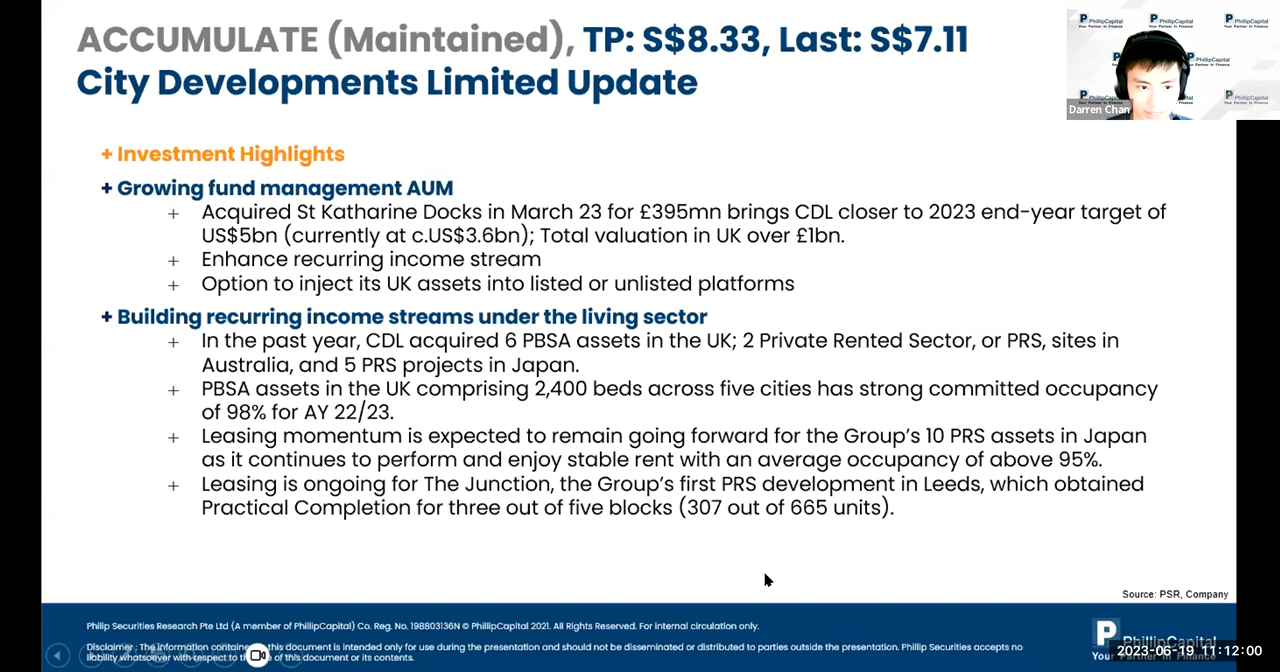 ACCUMULATE (Maintained), TP: S$8.33, Last: S$7.11
City Developments Limited Update
PhillipCapital
Your Partner In Finance
PhillipCapital
Your Partner In Finance
PhillipCapital
Your Partner In Finance
Darren Chan
+ Investment Highlights
+ Growing fund management AUM
+ Acquired St Katharine Docks in March 23 for £395mn brings CDL closer to 2023 end-year target of
US$5bn (currently at c.US$3.6bn); Total valuation in UK over £1bn.
+ Enhance recurring income stream
+ Option to inject its UK assets into listed or unlisted platforms
+ Building recurring income streams under the living sector
+ In the past year, CDL acquired 6 PBSA assets in the UK; 2 Private Rented Sector, or PRS, sites in
Australia, and 5 PRS projects in Japan.
+ PBSA assets in the UK comprising 2,400 beds across five cities has strong committed occupancy
of 98% for AY 22/23.
+ Leasing momentum is expected to remain going forward for the Group's 10 PRS assets in Japan
as it continues to perform and enjoy stable rent with an average occupancy of above 95%.
+ Leasing is ongoing for The Junction, the Group's first PRS development in Leeds, which obtained
Practical Completion for three out of five blocks (307 out of 665 units).
Source: PSR, Company
Phillip Securities Research Pte Ltd (A member of PhillipCapital) Co. Reg. No. 198803136N © PhillipCapital 2021. All Rights Reserved. For internal circulation only.
Disclaimer : The information this document is intended only for use during the presentation and should not be disseminated or distributed to parties outside the presentation. Phillip Securities accepts no
liability whatsoever with respect to of this document or its contents.
PhillipCapital
2023-06-19 11:12:00